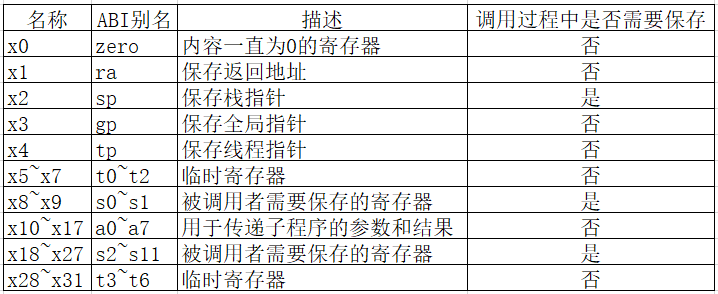 名称 ABI别名 描述 调用过程中是否需要保存
x0 zero 内容一直为0的寄存器 否
x1 ra 保存返回地址 否
x2 sp 保存栈指针 是
x3 gp 保存全局指针 否
x4 tp 保存线程指针 否
x5~x7 t0~t2 临时寄存器 否
x8~x9 s0~s1 被调用者需要保存的寄存器 是
x10~x17 a0~a7 用于传递子程序的参数和结果 否
x18~x27 s2~s11 被调用者需要保存的寄存器 是
x28~x31 t3~t6 临时寄存器 否